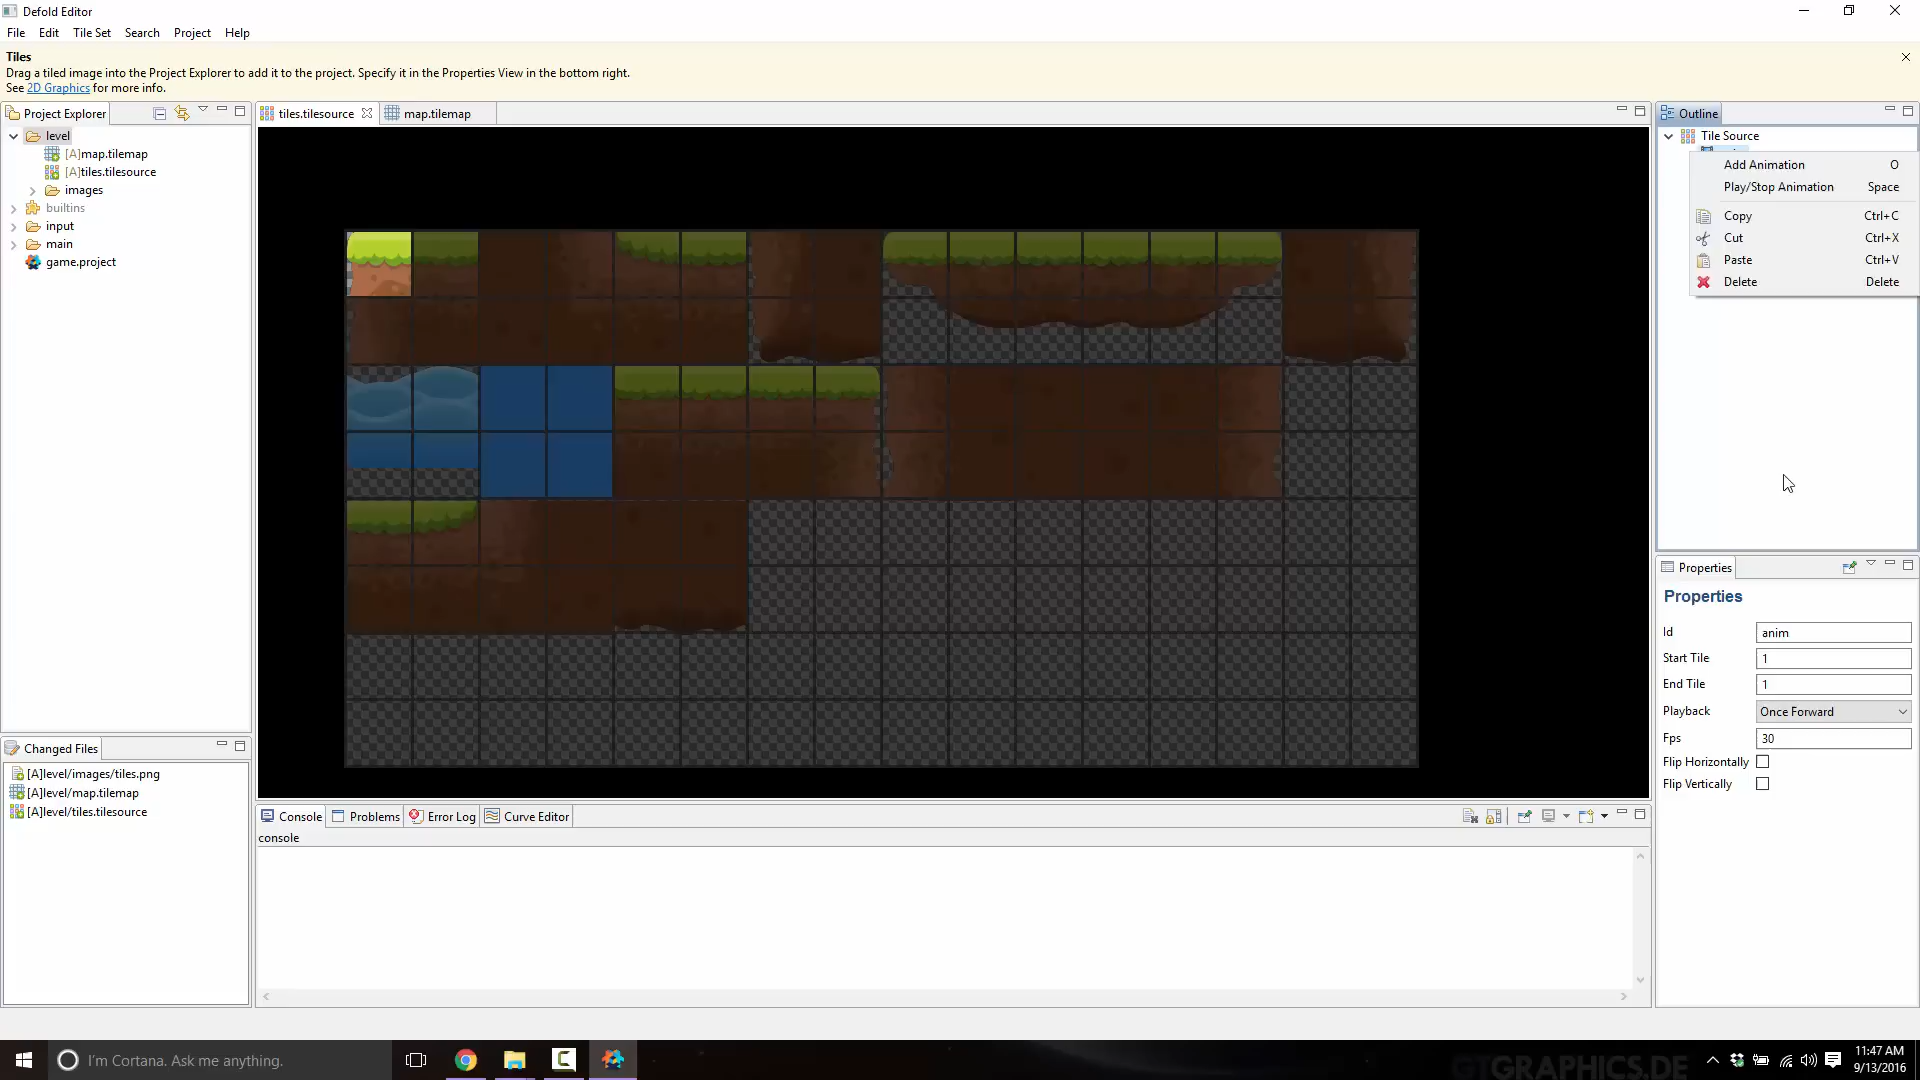 Defold Editor
File Edit Tile Set Search Project Help
Tiles
Drag a tiled image into the Project Explorer to add it to the project. Specify it in the Properties View in the bottom right.
See 2D Graphics for more info.
Project Explorer
level
[A]map.tilemap
[A]tiles.tilesource
images
builtins
input
main
game.project
tiles.tilesource map.tilemap
Outline
Tile Source
Add Animation O
Play/Stop Animation Space
Copy Ctrl+C
Cut Ctrl+X
Paste Ctrl+V
Delete Delete
Properties
Properties
Id anim
Start Tile 1
End Tile 1
Playback Once Forward
Fps 30
Flip Horizontally
Flip Vertically
Changed Files
[A]level/images/tiles.png
[A]level/map.tilemap
[A]level/tiles.tilesource
Console Problems Error Log Curve Editor
console
I'm Cortana. Ask me anything.
GTGRAPHICS.DE
11:47 AM
9/13/2016